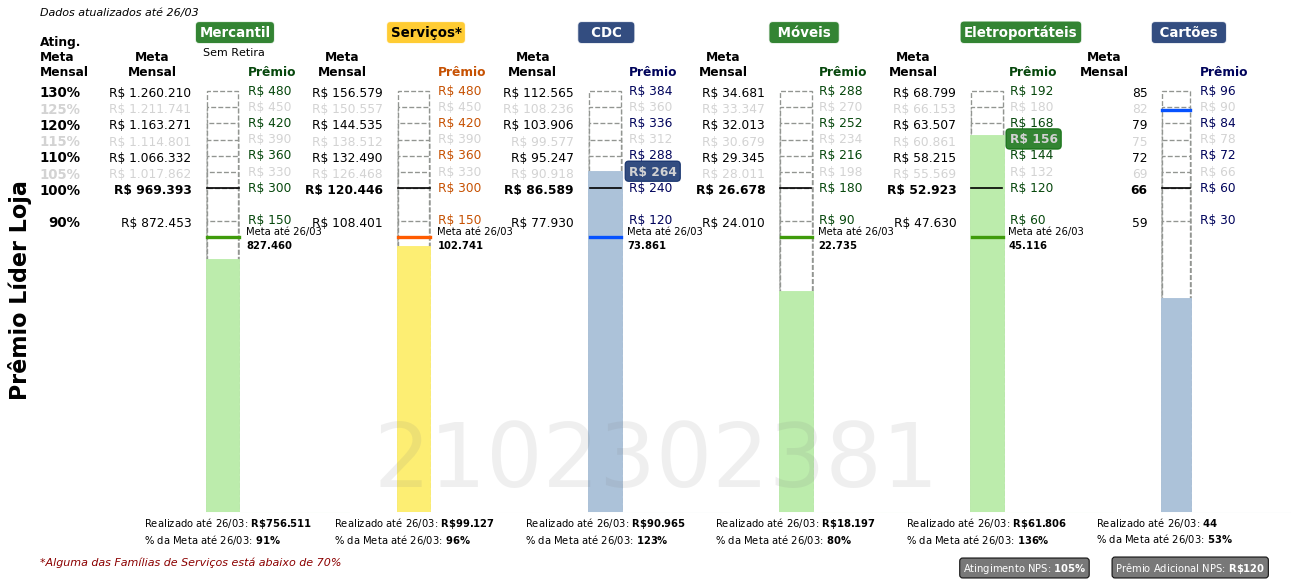 Dados atualizados até 26/03
Mercantil Serviços* CDC Móveis Eletroportáteis Cartões
Sem Retira
Ating. Meta Mensal Meta Mensal Prêmio Meta Mensal Prêmio Meta Mensal Prêmio Meta Mensal Prêmio Meta Mensal Prêmio Meta Mensal Prêmio
130% R$ 1.260.210 R$ 480 R$ 156.579 R$ 480 R$ 112.565 R$ 384 R$ 34.681 R$ 288 R$ 68.799 R$ 192 85 R$ 96
125% R$ 1.211.741 R$ 450 R$ 150.557 R$ 450 R$ 108.236 R$ 360 R$ 33.347 R$ 270 R$ 66.153 R$ 180 82 R$ 90
120% R$ 1.163.271 R$ 420 R$ 144.535 R$ 420 R$ 103.906 R$ 336 R$ 32.013 R$ 252 R$ 63.507 R$ 168 79 R$ 84
115% R$ 1.114.801 R$ 390 R$ 138.512 R$ 390 R$ 99.577 R$ 312 R$ 30.679 R$ 234 R$ 60.861 R$ 156 75 R$ 78
110% R$ 1.066.332 R$ 360 R$ 132.490 R$ 360 R$ 95.247 R$ 288 R$ 29.345 R$ 216 R$ 58.215 R$ 144 72 R$ 72
105% R$ 1.017.862 R$ 330 R$ 126.468 R$ 330 R$ 90.918 R$ 264 R$ 28.011 R$ 198 R$ 55.569 R$ 132 69 R$ 66
100% R$ 969.393 R$ 300 R$ 120.446 R$ 300 R$ 86.589 R$ 240 R$ 26.678 R$ 180 R$ 52.923 R$ 120 66 R$ 60
90% R$ 872.453 R$ 150 R$ 108.401 R$ 150 R$ 77.930 R$ 120 R$ 24.010 R$ 90 R$ 47.630 R$ 60 59 R$ 30
Meta até 26/03 Meta até 26/03 Meta até 26/03 Meta até 26/03 Meta até 26/03
827.460 102.741 73.861 22.735 45.116
Prêmio Líder Loja
2102302381
Realizado até 26/03: R$756.511 Realizado até 26/03: R$99.127 Realizado até 26/03: R$90.965 Realizado até 26/03: R$18.197 Realizado até 26/03: R$61.806 Realizado até 26/03: 44
% da Meta até 26/03: 91% % da Meta até 26/03: 96% % da Meta até 26/03: 123% % da Meta até 26/03: 80% % da Meta até 26/03: 136% % da Meta até 26/03: 53%
*Alguma das Famílias de Serviços está abaixo de 70%
Atingimento NPS: 105% Prêmio Adicional NPS: R$120